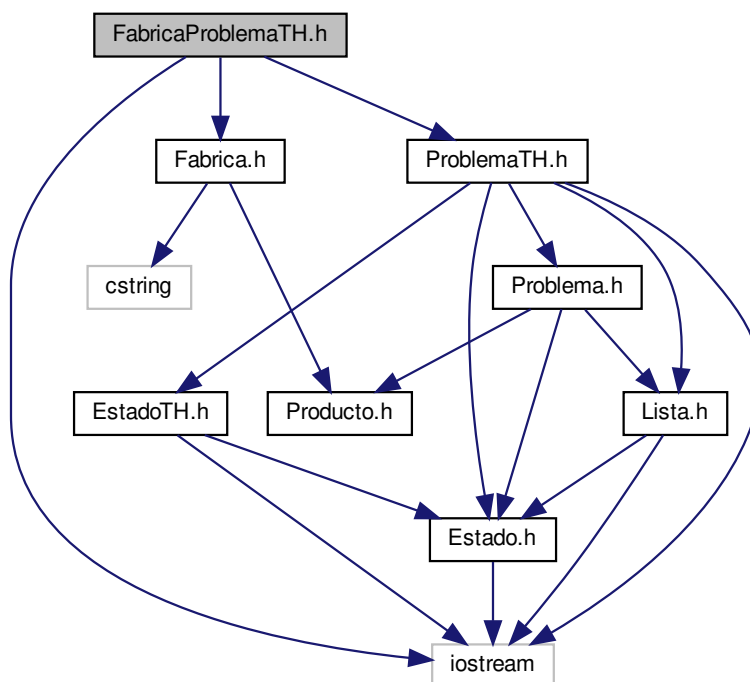 FabricaProblemaTH.h
Fabrica.h
ProblemaTH.h
cstring
Problema.h
EstadoTH.h
Producto.h
Lista.h
Estado.h
iostream